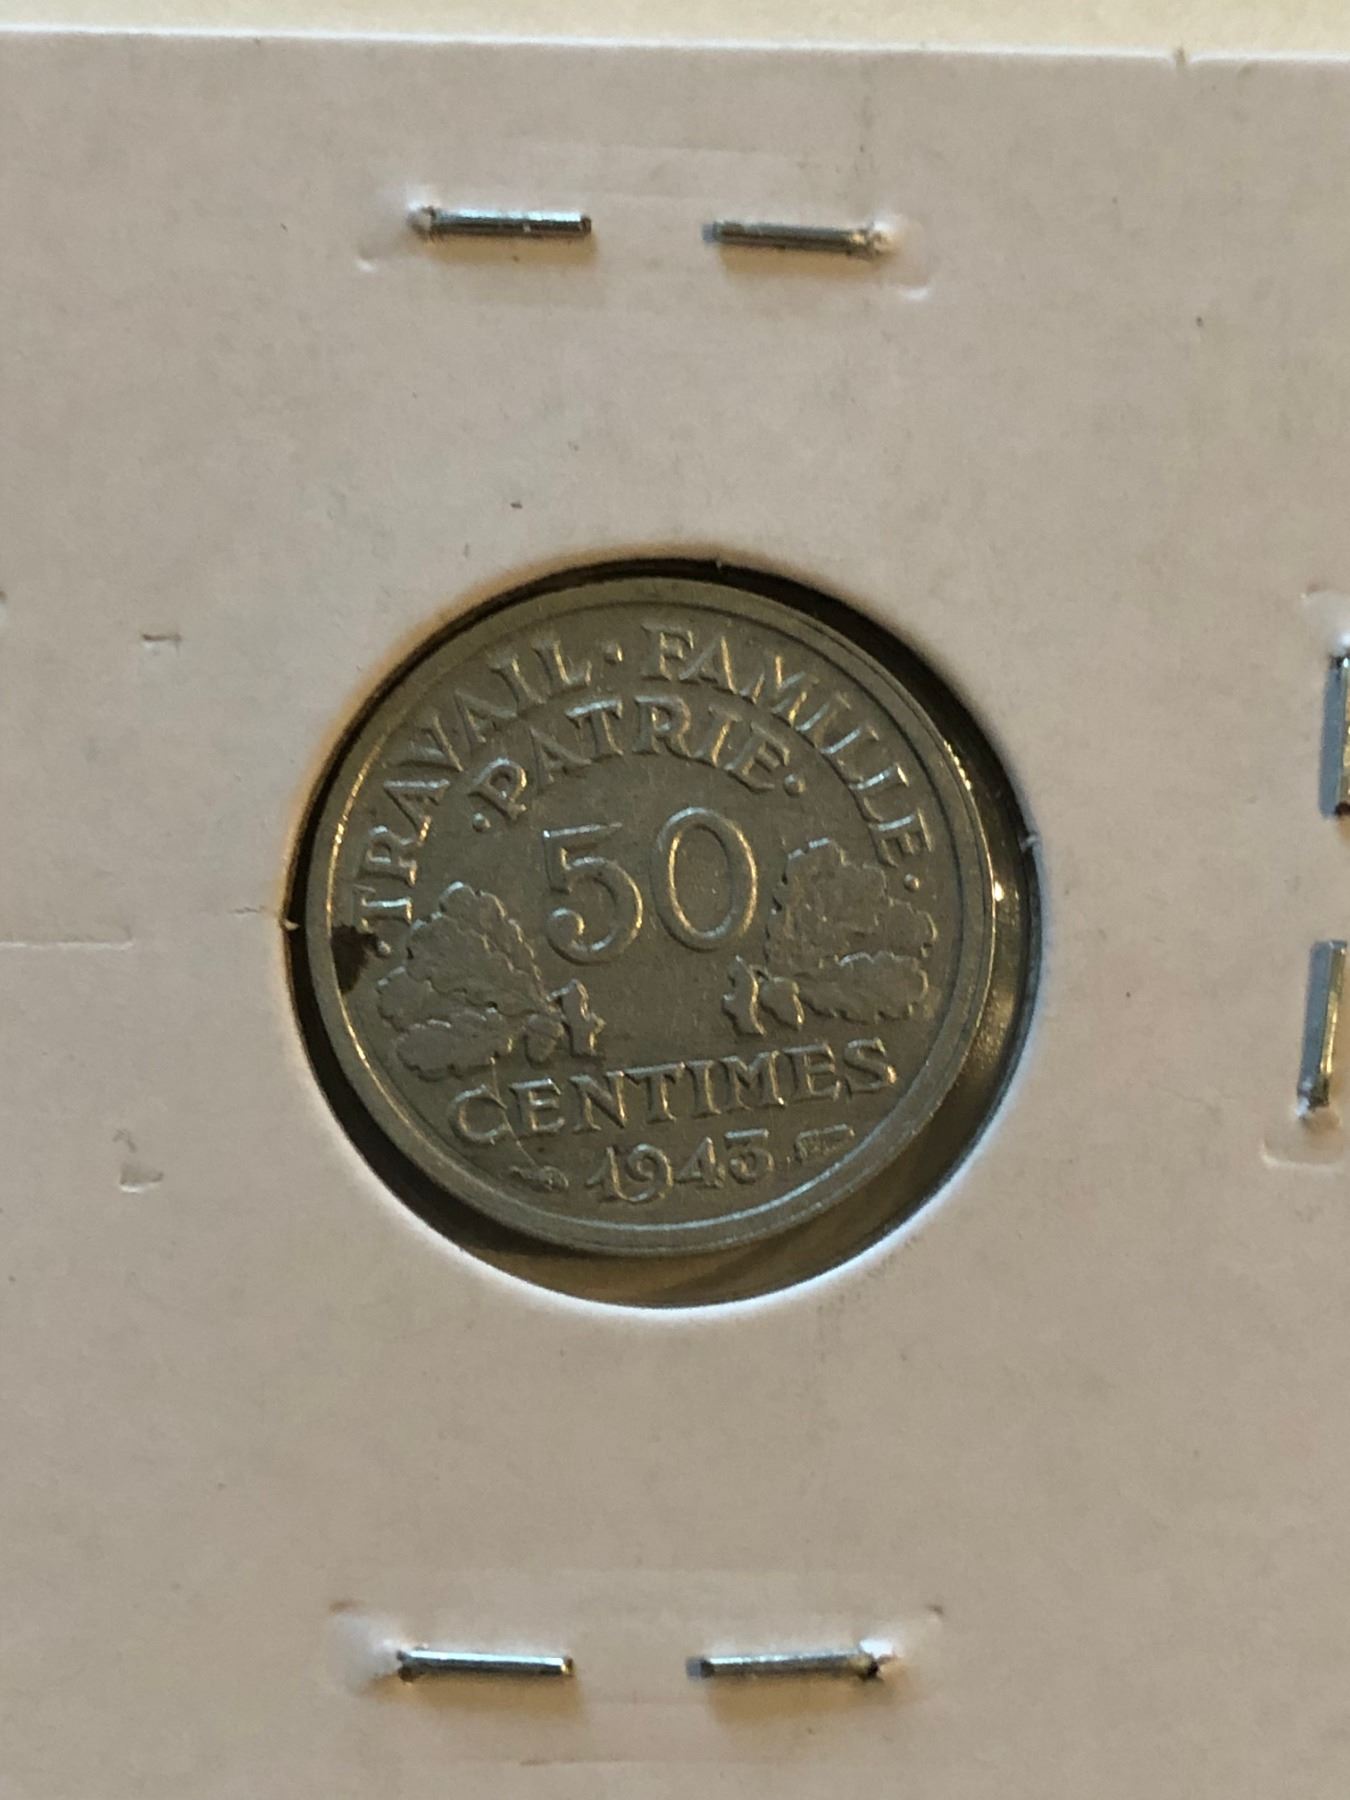 ·TRAVAIL·FAMILLE·
·PATRIE·
50
CENTIMES
1943